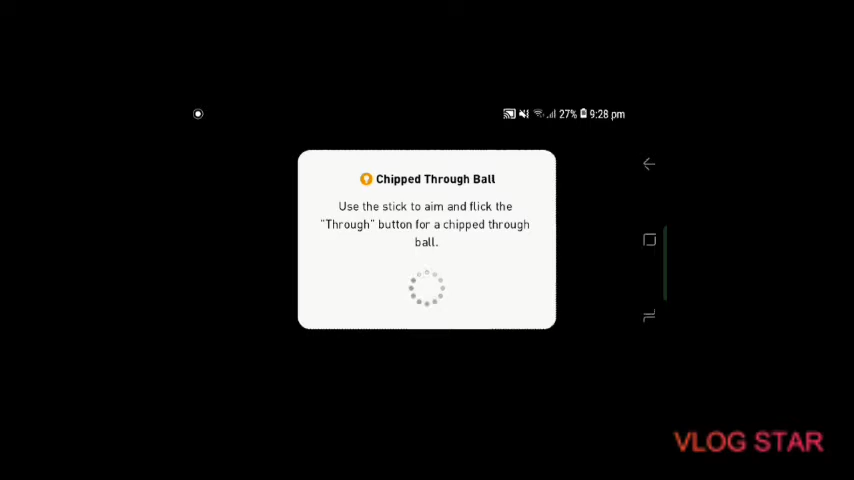 27% 9:28 pm
Chipped Through Ball
Use the stick to aim and flick the
"Through" button for a chipped through
ball.
VLOG STAR